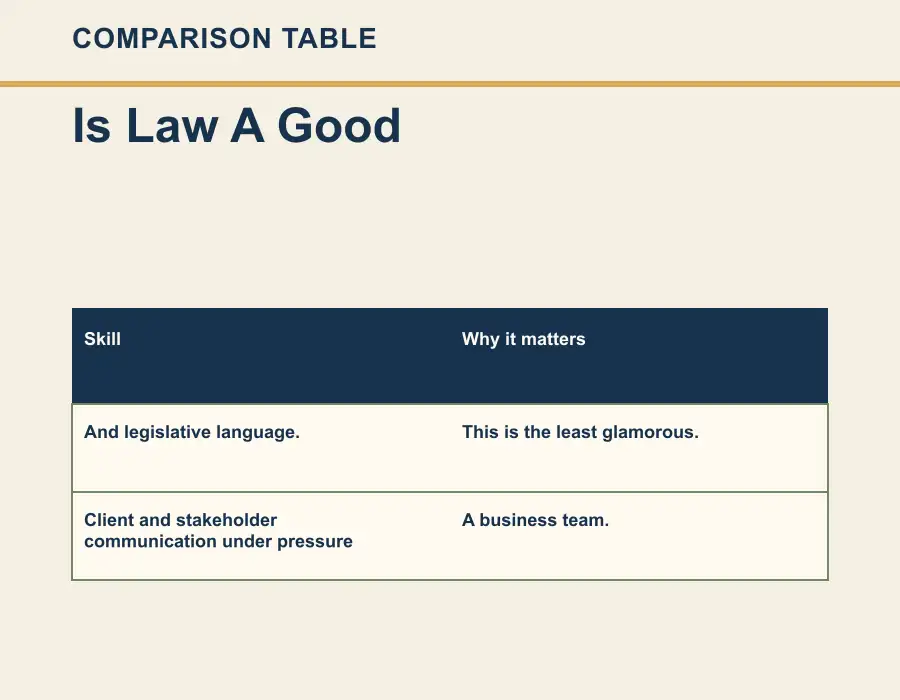 COMPARISON TABLE
Is Law A Good
Skill
Why it matters
And legislative language.
This is the least glamorous.
Client and stakeholder
communication under pressure
A business team.